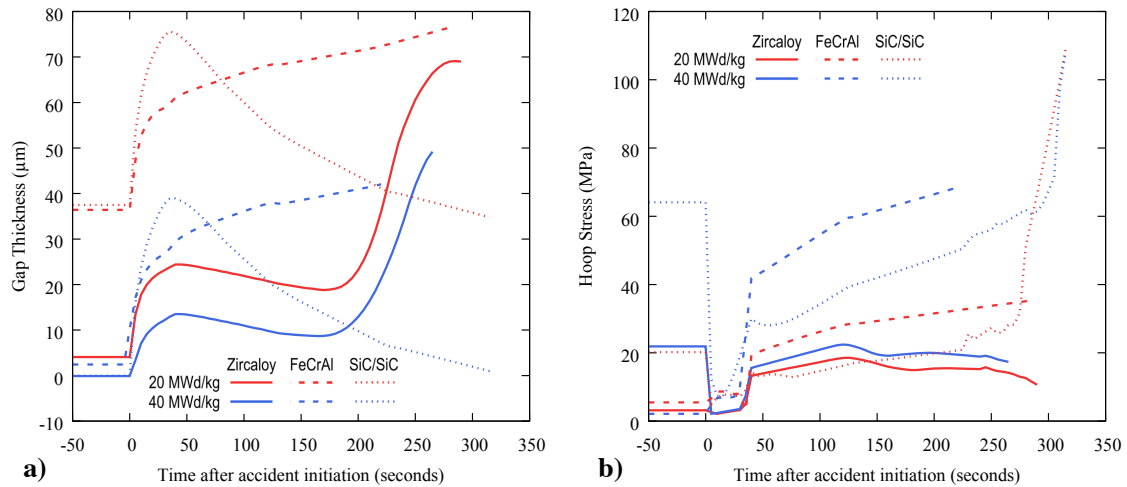 80
70
60
50
40
30
20
10
0
-10
Gap Thickness (µm)
Zircaloy FeCrAl SiC/SiC
20 MWd/kg
40 MWd/kg
-50 0 50 100 150 200 250 300 350
Time after accident initiation (seconds)
a)
120
100
80
60
40
20
0
Hoop Stress (MPa)
Zircaloy FeCrAl SiC/SiC
20 MWd/kg
40 MWd/kg
-50 0 50 100 150 200 250 300 350
Time after accident initiation (seconds)
b)